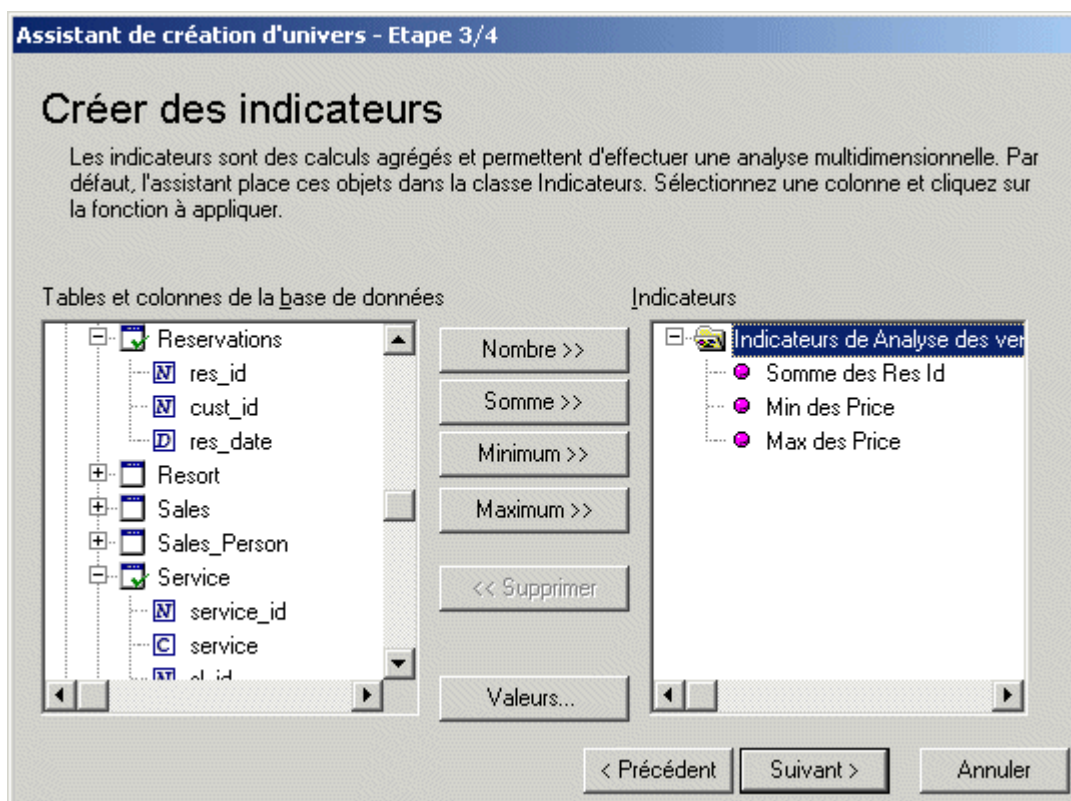 Assistant de création d'univers - Etape 3/4
Créer des indicateurs
Les indicateurs sont des calculs agrégés et permettent d'effectuer une analyse multidimensionnelle. Par
défaut, l'assistant place ces objets dans la classe Indicateurs. Sélectionnez une colonne et cliquez sur
la fonction à appliquer.
Tables et colonnes de la base de données
Reservations
N res_id
N cust_id
D res_date
Resort
Sales
Sales_Person
Service
N service_id
C service
N sl_id
Nombre >>
Somme >>
Minimum >>
Maximum >>
<< Supprimer
Valeurs...
Indicateurs
Indicateurs de Analyse des ver
Somme des Res Id
Min des Price
Max des Price
< Précédent
Suivant >
Annuler